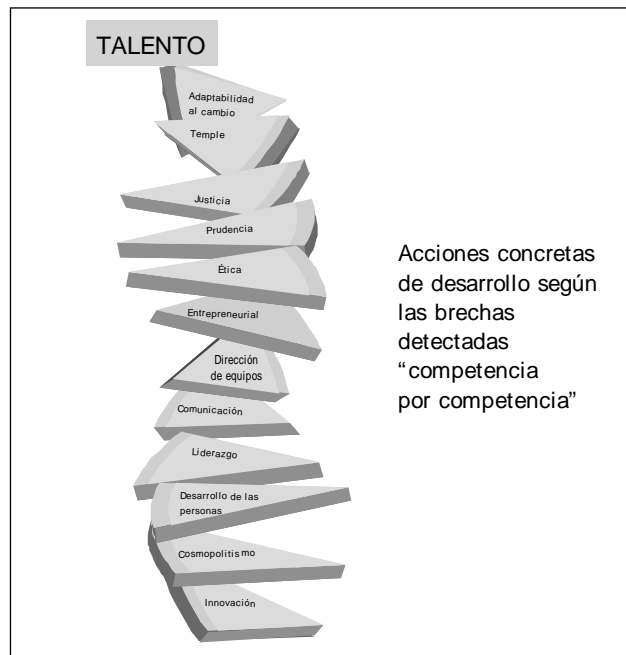 TALENTO
Adaptabilidad
al cambio
Temple
Justicia
Prudencia
Ética
Entrepreneurial
Dirección
de equipos
Comunicación
Liderazgo
Desarrollo de las
personas
Cosmopolitismo
Innovación
Acciones concretas
de desarrollo según
las brechas
detectadas
“competencia
por competencia”